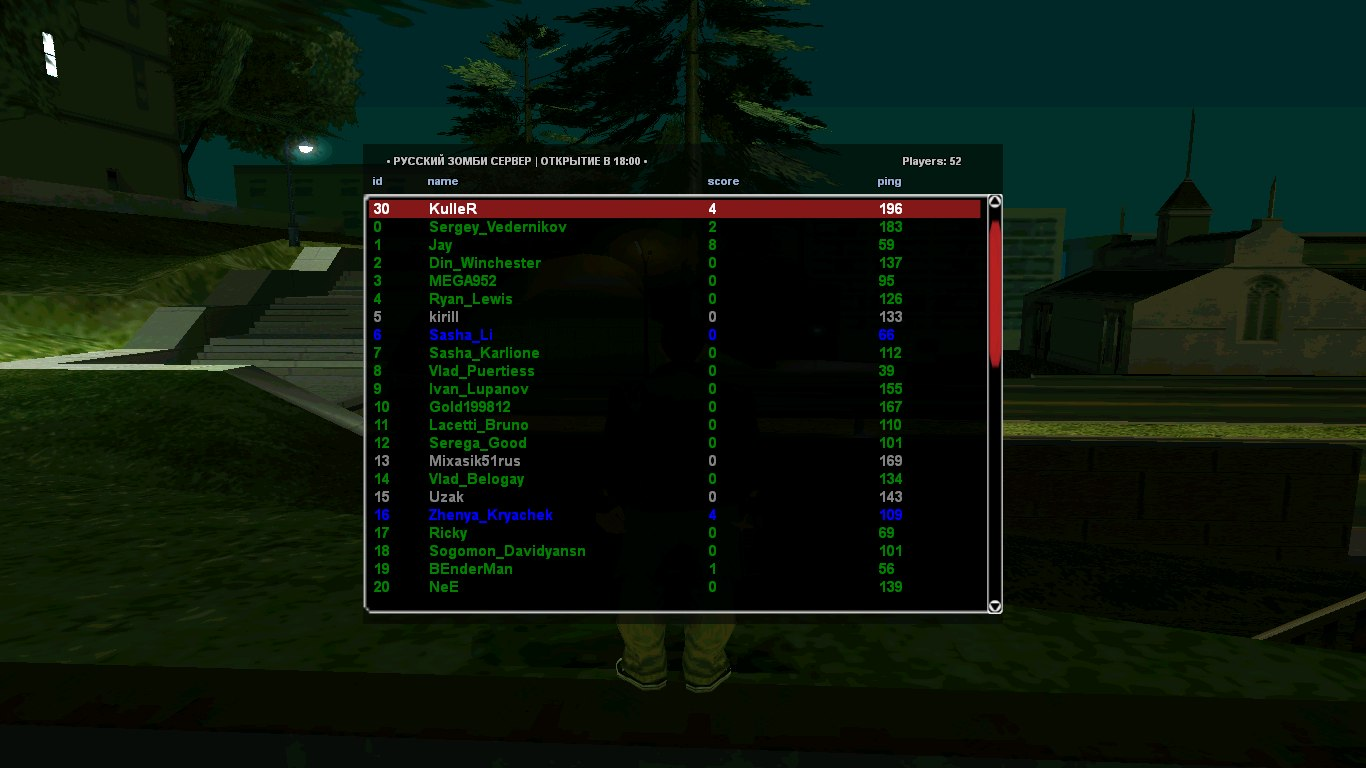 • РУССКИЙ ЗОМБИ СЕРВЕР | ОТКРЫТИЕ В 18:00 • Players: 52
id name score ping
30 KulleR 4 196
0 Sergey_Vedernikov 2 183
1 Jay 8 59
2 Din_Winchester 0 137
3 MEGA952 0 95
4 Ryan_Lewis 0 126
5 kirill 0 133
6 Sasha_Li 0 66
7 Sasha_Karlione 0 112
8 Vlad_Puertiess 0 39
9 Ivan_Lupanov 0 155
10 Gold199812 0 167
11 Lacetti_Bruno 0 110
12 Serega_Good 0 101
13 Mixasik51rus 0 169
14 Vlad_Belogay 0 134
15 Uzak 0 143
16 Zhenya_Kryachek 4 109
17 Ricky 0 69
18 Sogomon_Davidyansn 0 101
19 BEnderMan 1 56
20 NeE 0 139